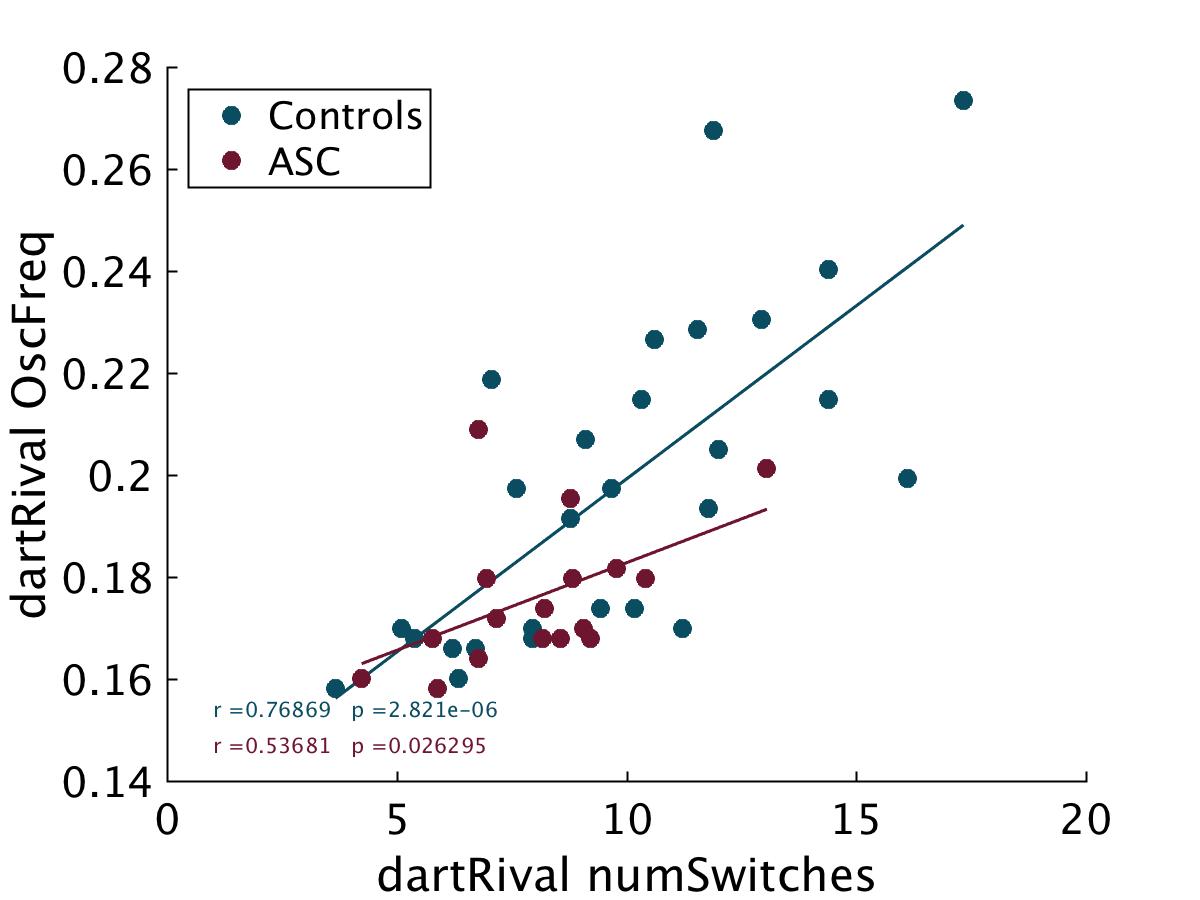 0.28
0.26
0.24
0.22
0.2
0.18
0.16
0.14
dartRival OscFreq
Controls
ASC
r =0.76869 p =2.821e-06
r =0.53681 p =0.026295
0 5 10 15 20
dartRival numSwitches